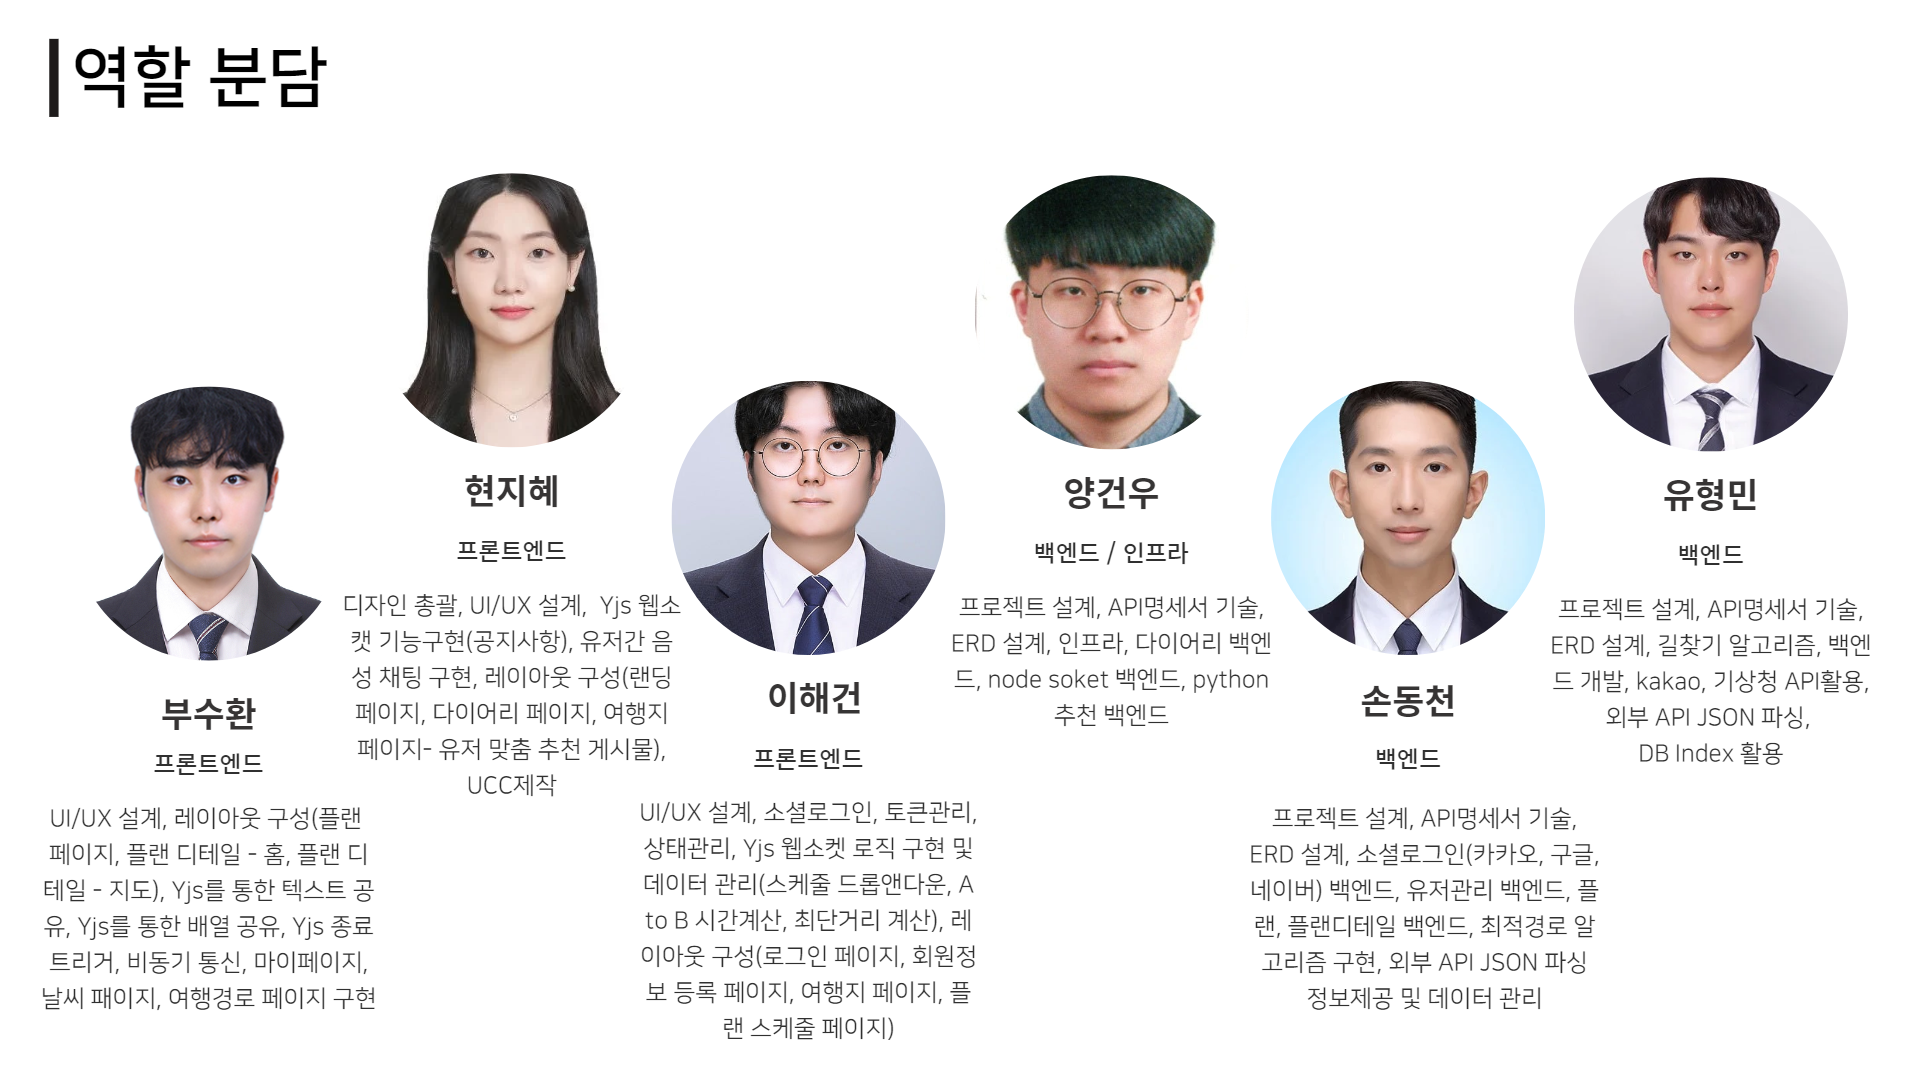 역할 분담
부수환
프론트엔드
UI/UX 설계, 레이아웃 구성(플랜
페이지, 플랜 디테일 - 홈, 플랜 디
테일 - 지도), Yjs를 통한 텍스트 공
유, Yjs를 통한 배열 공유, Yjs 종료
트리거, 비동기 통신, 마이페이지,
날씨 패이지, 여행경로 페이지 구현
현지혜
프론트엔드
디자인 총괄, UI/UX 설계,  Yjs 웹소
캣 기능구현(공지사항), 유저간 음
성 채팅 구현, 레이아웃 구성(랜딩
페이지, 다이어리 페이지, 여행지
페이지- 유저 맞춤 추천 게시물),
UCC제작
이해건
프론트엔드
UI/UX 설계, 소셜로그인, 토큰관리,
상태관리, Yjs 웹소켓 로직 구현 및
데이터 관리(스케줄 드롭앤다운, A
to B 시간계산, 최단거리 계산), 레
이아웃 구성(로그인 페이지, 회원정
보 등록 페이지, 여행지 페이지, 플
랜 스케줄 페이지)
양건우
백엔드 / 인프라
프로젝트 설계, API명세서 기술,
ERD 설계, 인프라, 다이어리 백엔
드, node soket 백엔드, python
추천 백엔드
손동천
백엔드
프로젝트 설계, API명세서 기술,
ERD 설계, 소셜로그인(카카오, 구글,
네이버) 백엔드, 유저관리 백엔드, 플
랜, 플랜디테일 백엔드, 최적경로 알
고리즘 구현, 외부 API JSON 파싱
정보제공 및 데이터 관리
유형민
백엔드
프로젝트 설계, API명세서 기술,
ERD 설계, 길찾기 알고리즘, 백엔
드 개발, kakao, 기상청 API활용,
외부 API JSON 파싱,
DB Index 활용